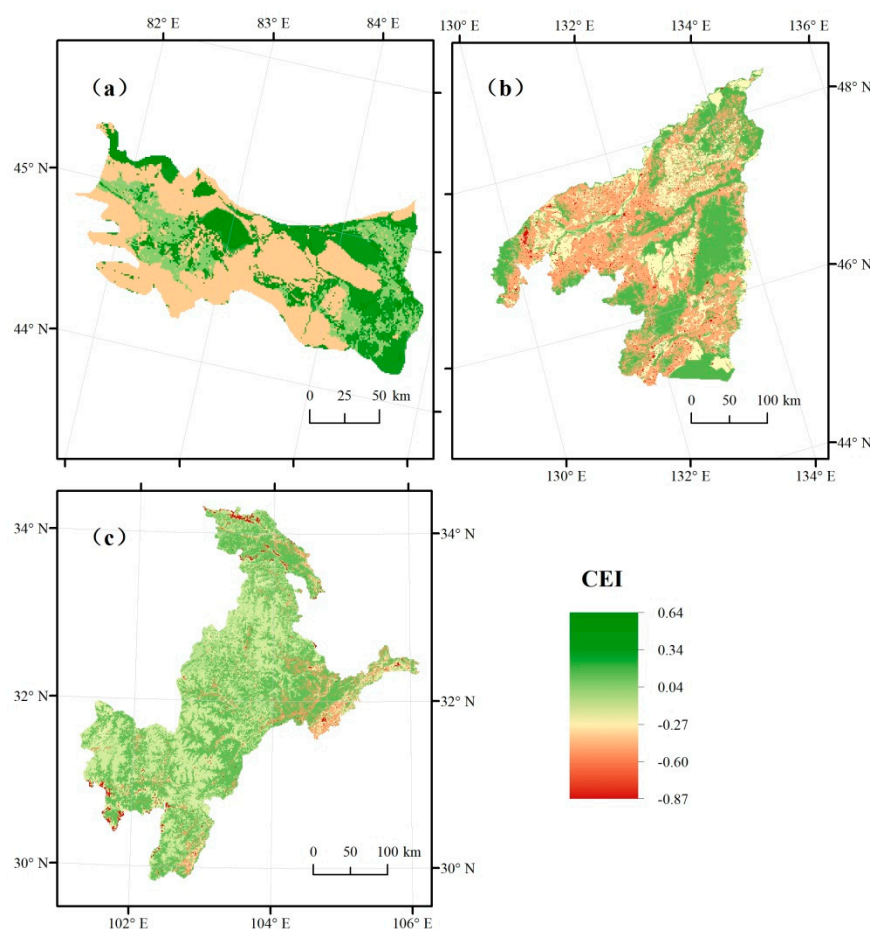 82° E 83° E 84° E
（a）
45° N
44° N
0 25 50 km
130° E 132° E 134° E 136° E
（b）
48° N
46° N
44° N
0 50 100 km
130° E 132° E 134° E
（c）
34° N
32° N
30° N
34° N
32° N
30° N
0 50 100 km
102° E 104° E 106° E
CEI
0.64
0.34
0.04
-0.27
-0.60
-0.87